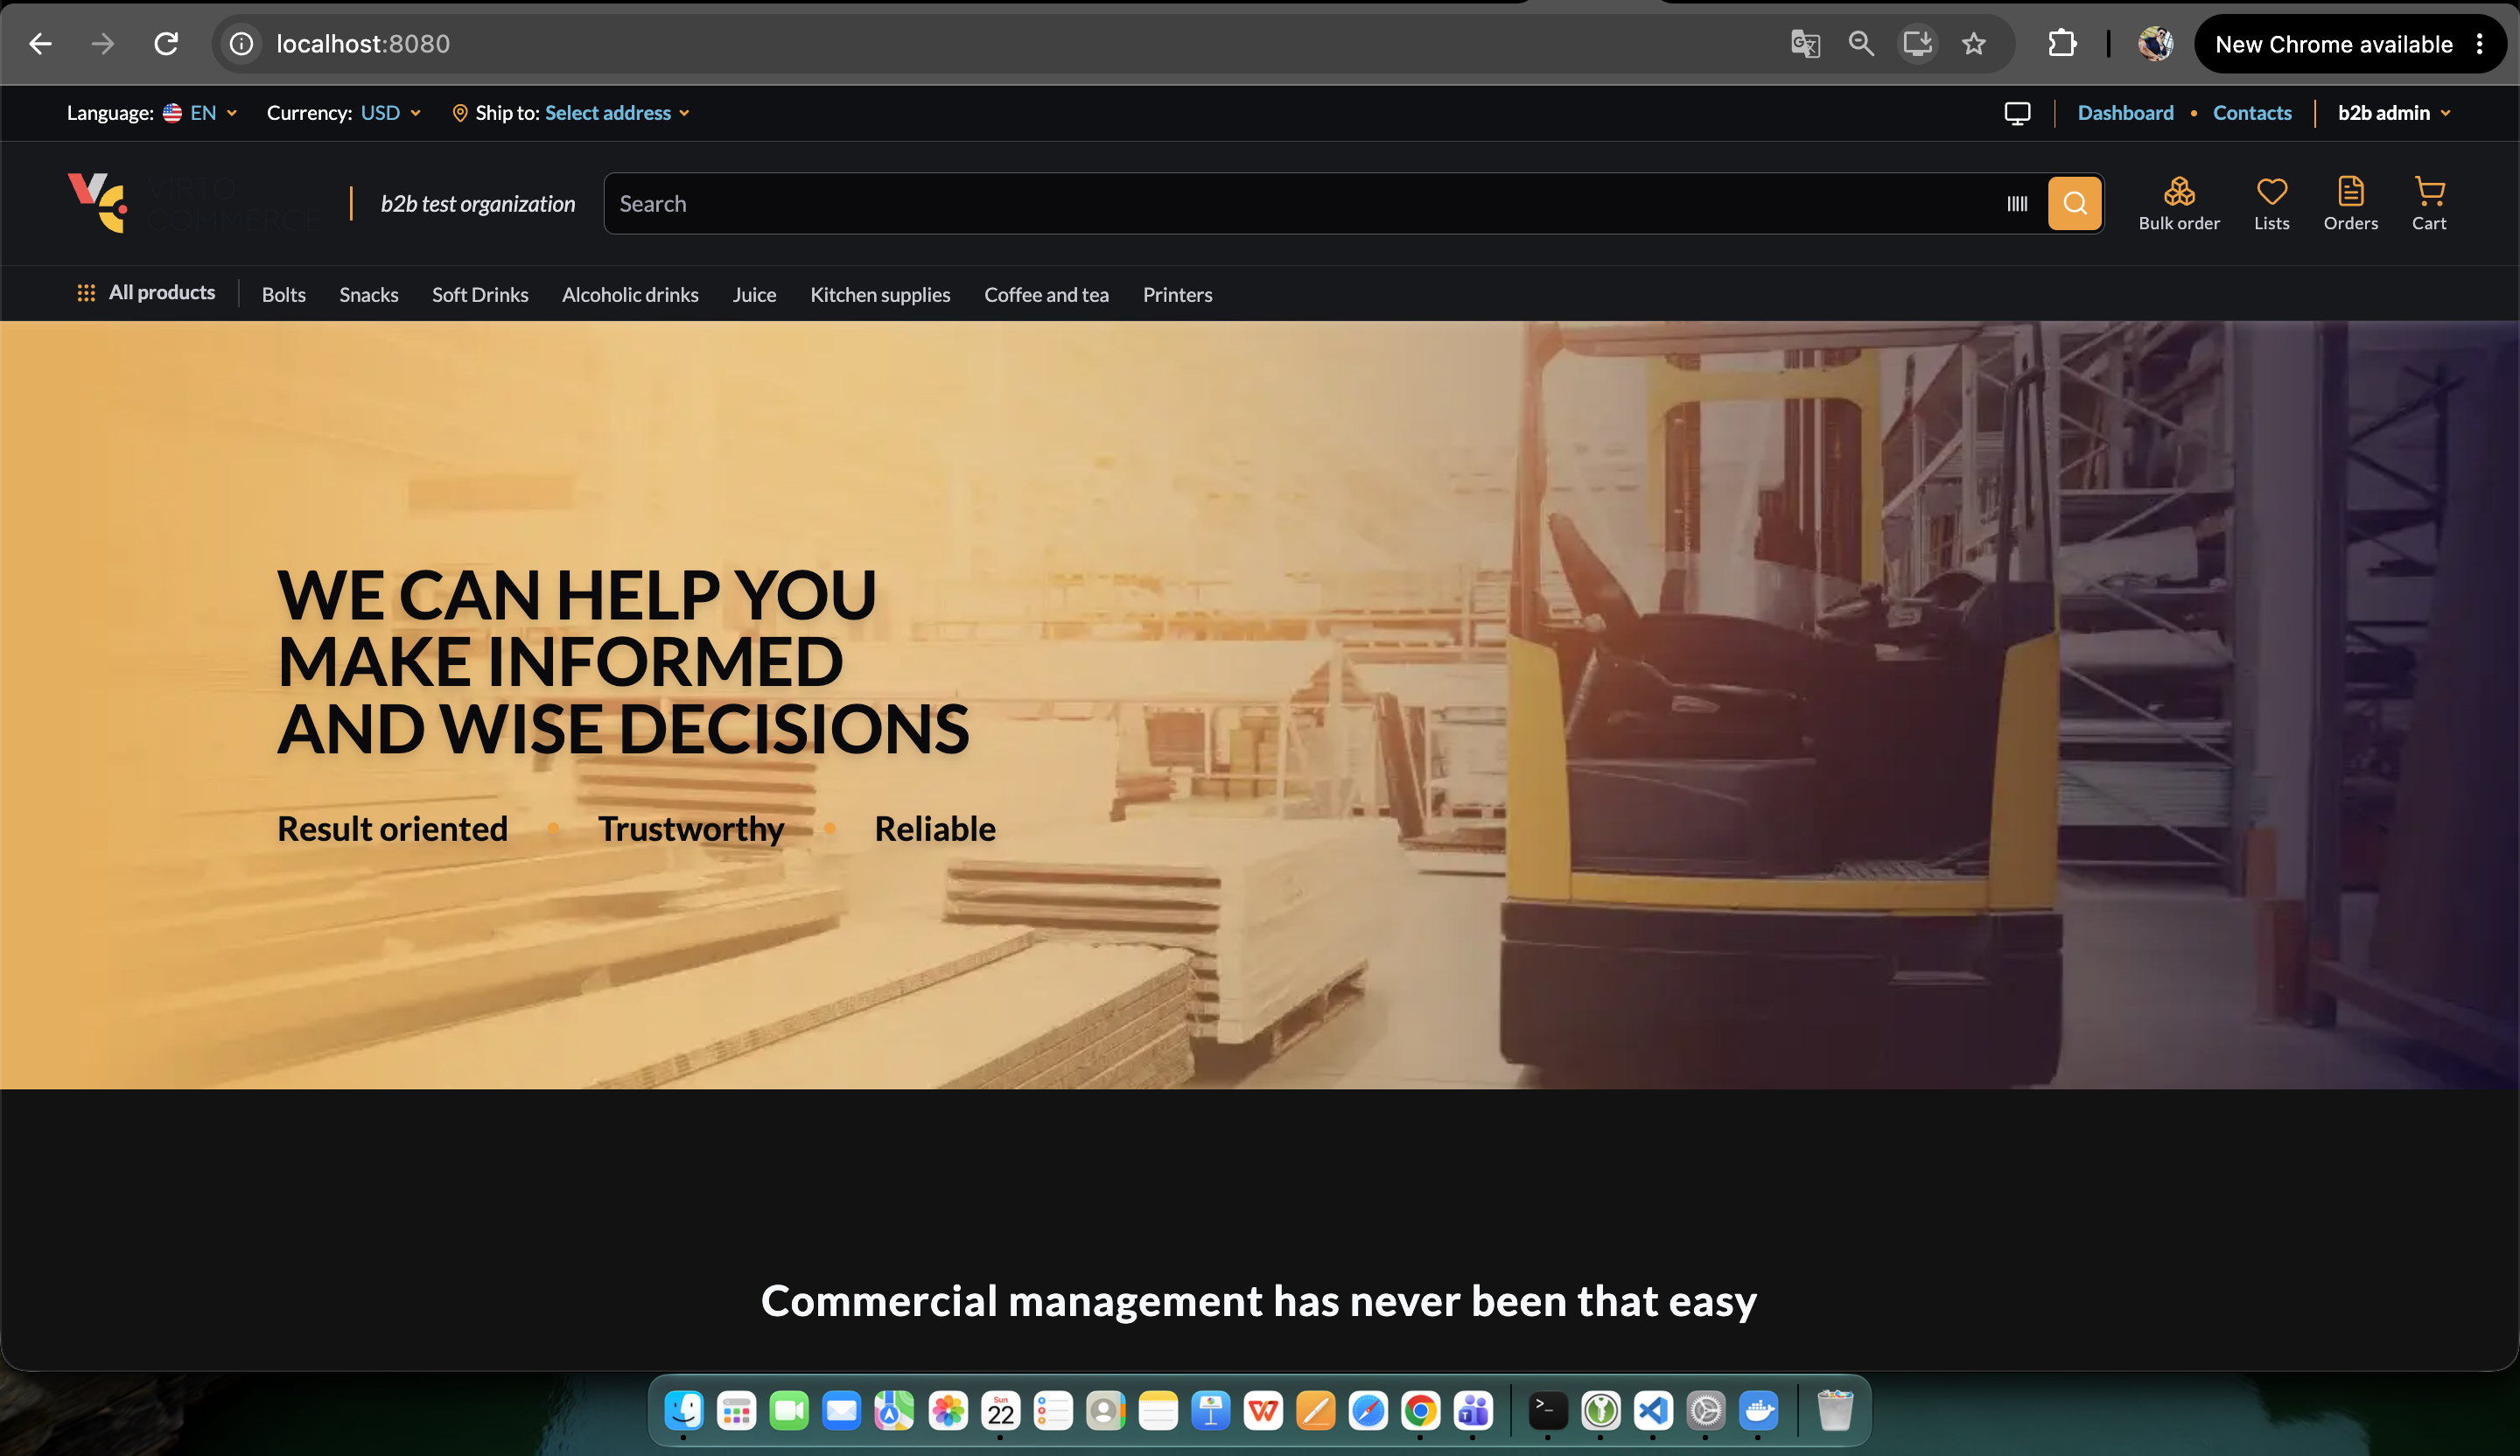 localhost:8080
New Chrome available
Language: EN Currency: USD Ship to: Select address Dashboard • Contacts b2b admin
VIRTO
COMMERCE
b2b test organization
Search
Bulk order Lists Orders Cart
All products Bolts Snacks Soft Drinks Alcoholic drinks Juice Kitchen supplies Coffee and tea Printers
WE CAN HELP YOU
MAKE INFORMED
AND WISE DECISIONS
Result oriented • Trustworthy • Reliable
Commercial management has never been that easy
Sun
22